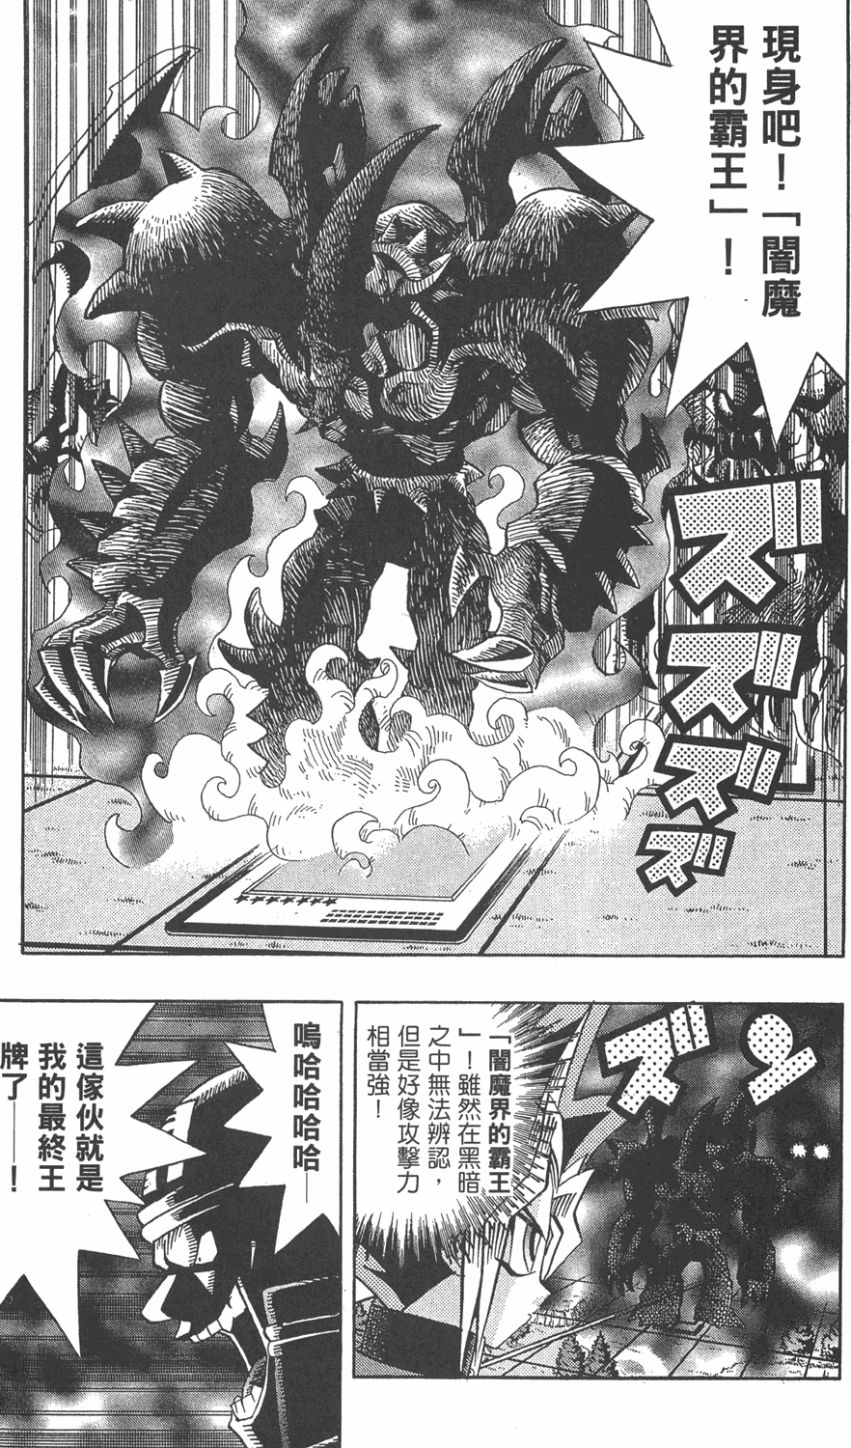 現身吧！「闇魔
界的霸王」！
ズズズズ
ズン
「闇魔界的霸王
」！雖然在黑暗
之中無法辨認，
但是好像攻擊力
相當強！
嗚哈哈哈哈—
這傢伙就是
我的最終王
牌了—！